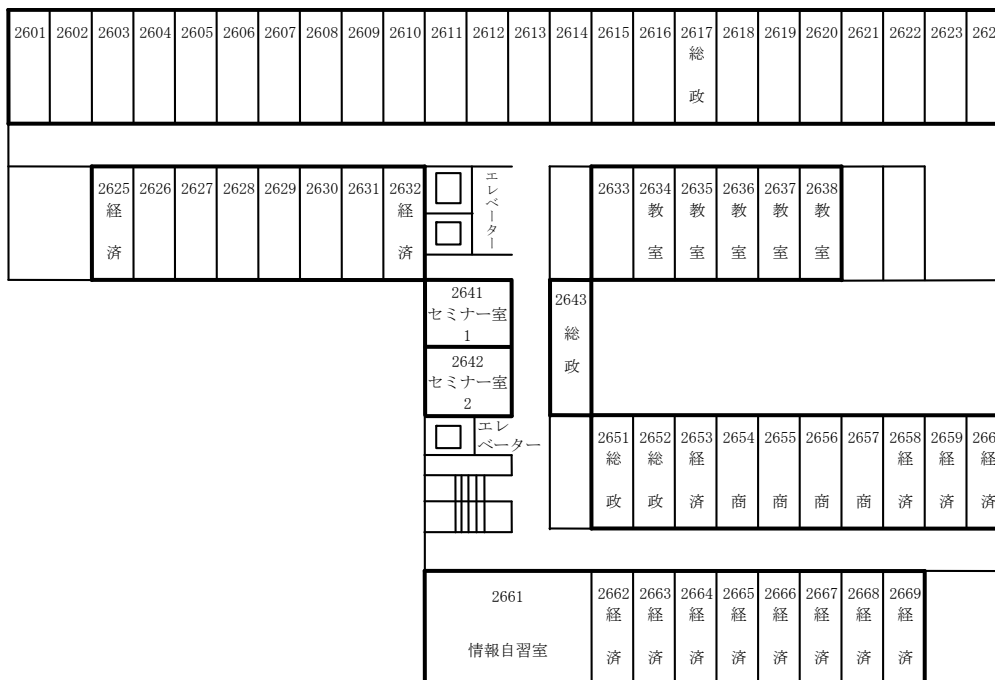 2601 2602 2603 2604 2605 2606 2607 2608 2609 2610 2611 2612 2613 2614 2615 2616 2617 2618 2619 2620 2621 2622 2623
総
政
2625 2626 2627 2628 2629 2630 2631 2632
経 経
済 済
エレベーター
2633 2634 2635 2636 2637 2638
教 教 教 教 教
室 室 室 室 室
2641
セミナー室
1
2642
セミナー室
2
2643
総
政
エレ
ベーター
2651 2652 2653 2654 2655 2656 2657 2658 2659
総 総 経 経 経 経
政 政 済 商 商 商 商 済 済 済
2661
情報自習室
2662 2663 2664 2665 2666 2667 2668 2669
経 経 経 経 経 経 経 経
済 済 済 済 済 済 済 済